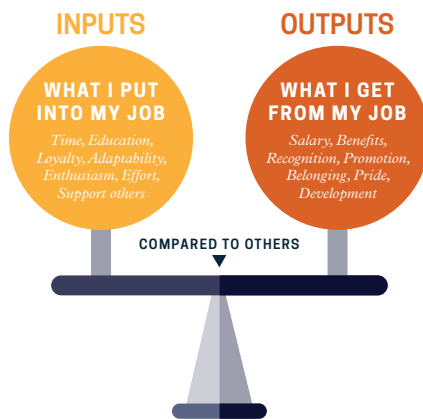 INPUTS
WHAT I PUT
INTO MY JOB
Time, Education,
Loyalty, Adaptability,
Enthusiasm, Effort,
Support others
OUTPUTS
WHAT I GET
FROM MY JOB
Salary, Benefits,
Recognition, Promotion,
Belonging, Pride,
Development
COMPARED TO OTHERS